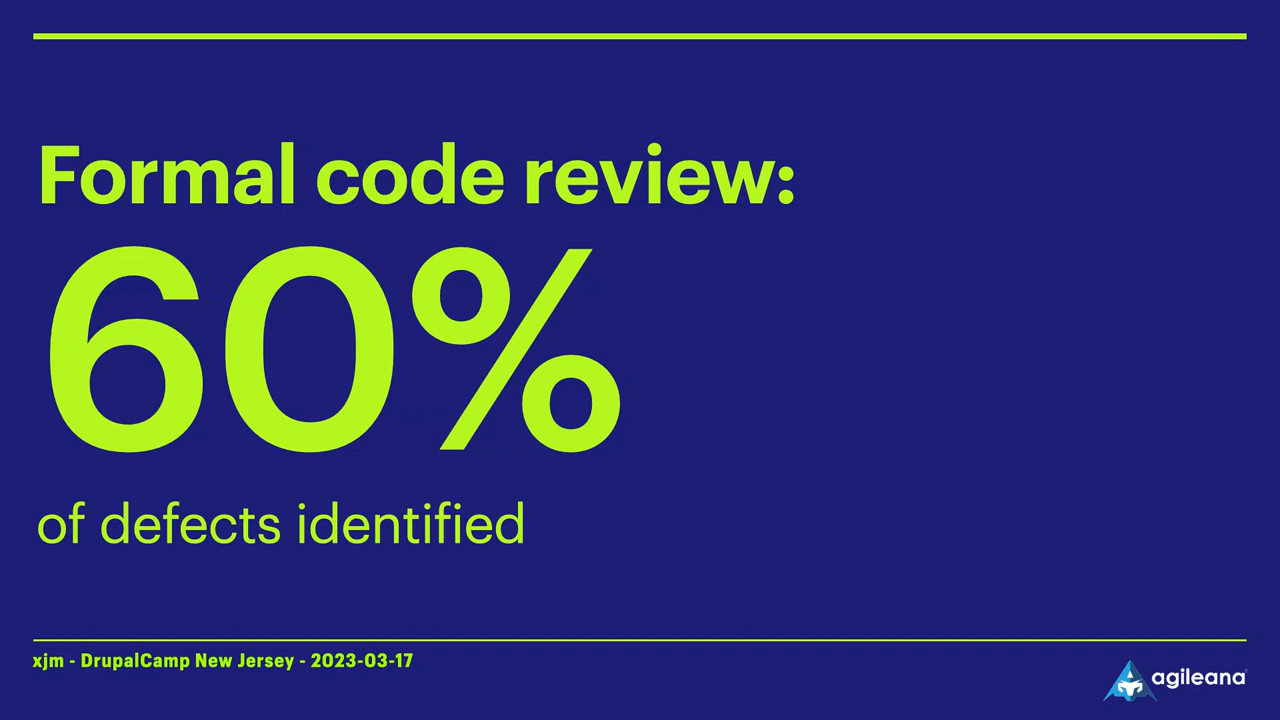 Formal code review:
60%
of defects identified
xjm - DrupalCamp New Jersey - 2023-03-17
agileana